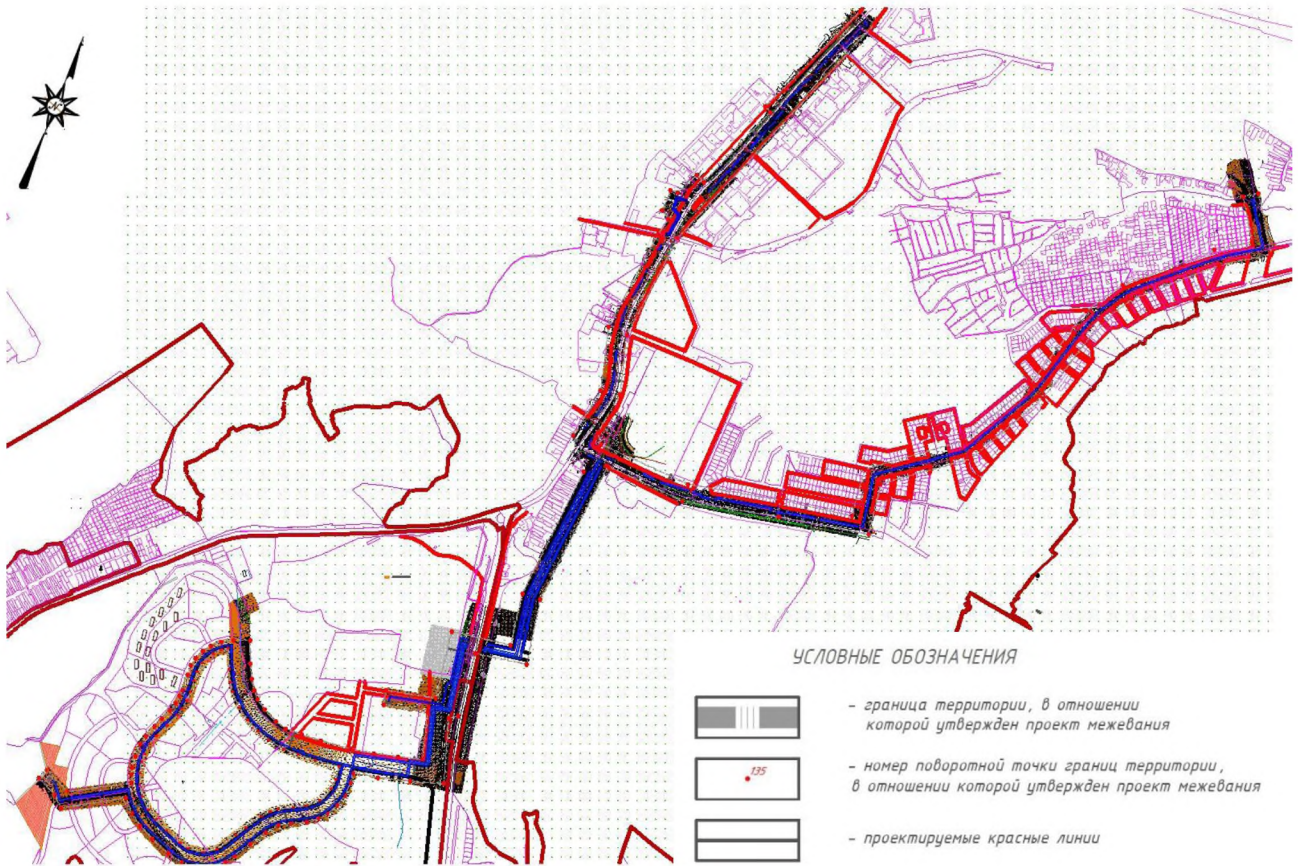 УСЛОВНЫЕ ОБОЗНАЧЕНИЯ
- граница территории, в отношении
которой утвержден проект межевания
135
- номер поворотной точки границ территории,
в отношении которой утвержден проект межевания
- проектируемые красные линии